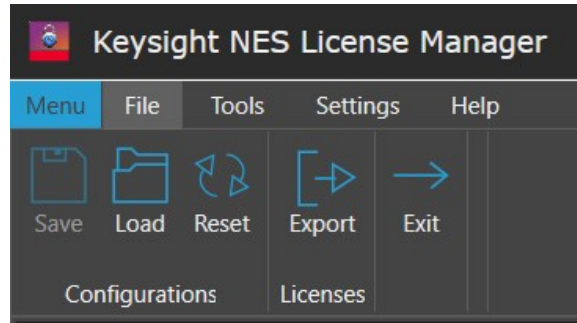 Keysight NES License Manager
Menu File Tools Settings Help
Save Load Reset Export Exit
Configurations Licenses